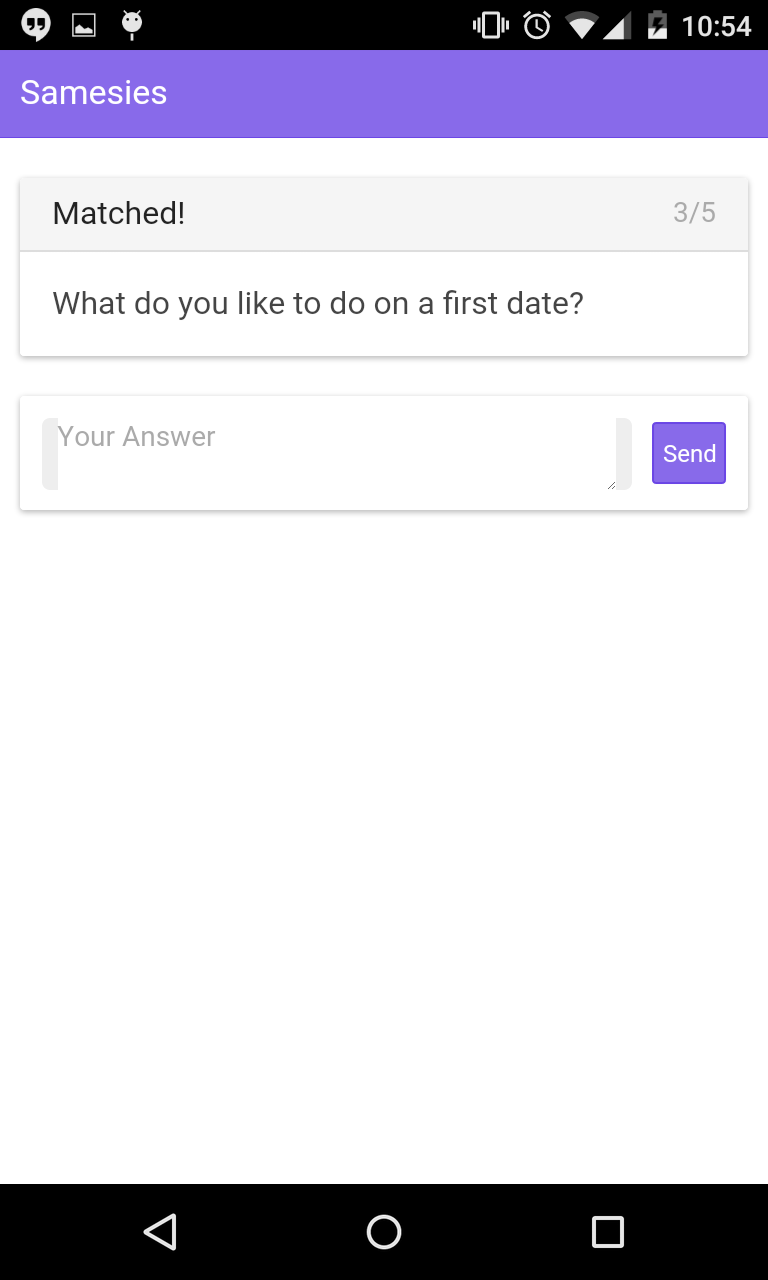 10:54
Samesies
Matched! 3/5
What do you like to do on a first date?
Your Answer
Send